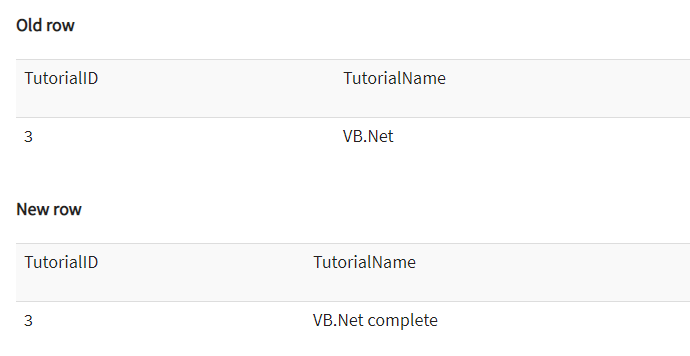 Old row
TutorialID TutorialName
3 VB.Net
New row
TutorialID TutorialName
3 VB.Net complete